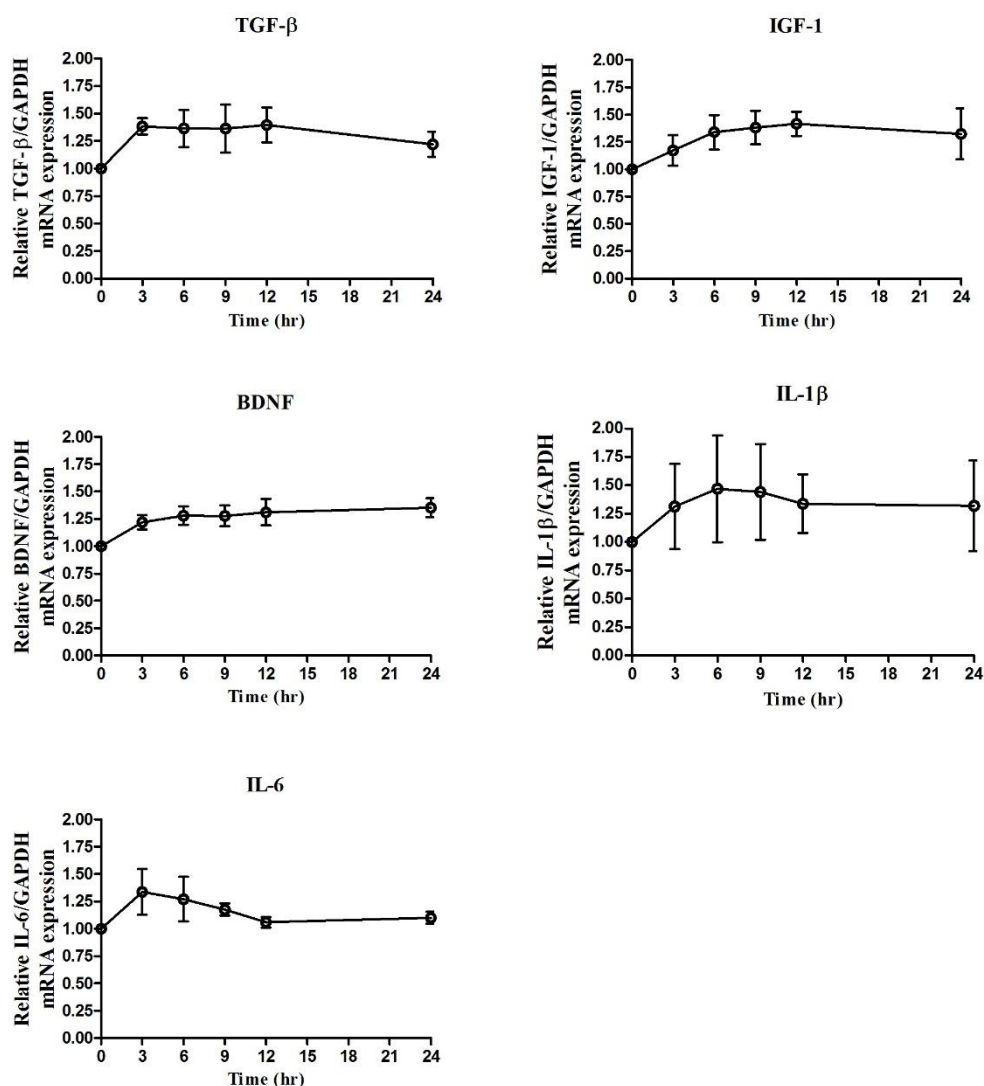 TGF-β
Relative TGF-β/GAPDH
mRNA expression
2.00
1.75
1.50
1.25
1.00
0.75
0.50
0.25
0.00
0 3 6 9 12 15 18 21 24
Time (hr)
IGF-1
Relative IGF-1/GAPDH
mRNA expression
2.00
1.75
1.50
1.25
1.00
0.75
0.50
0.25
0.00
0 3 6 9 12 15 18 21 24
Time (hr)
BDNF
Relative BDNF/GAPDH
mRNA expression
2.00
1.75
1.50
1.25
1.00
0.75
0.50
0.25
0.00
0 3 6 9 12 15 18 21 24
Time (hr)
IL-1β
Relative IL-1β/GAPDH
mRNA expression
2.00
1.75
1.50
1.25
1.00
0.75
0.50
0.25
0.00
0 3 6 9 12 15 18 21 24
Time (hr)
IL-6
Relative IL-6/GAPDH
mRNA expression
2.00
1.75
1.50
1.25
1.00
0.75
0.50
0.25
0.00
0 3 6 9 12 15 18 21 24
Time (hr)